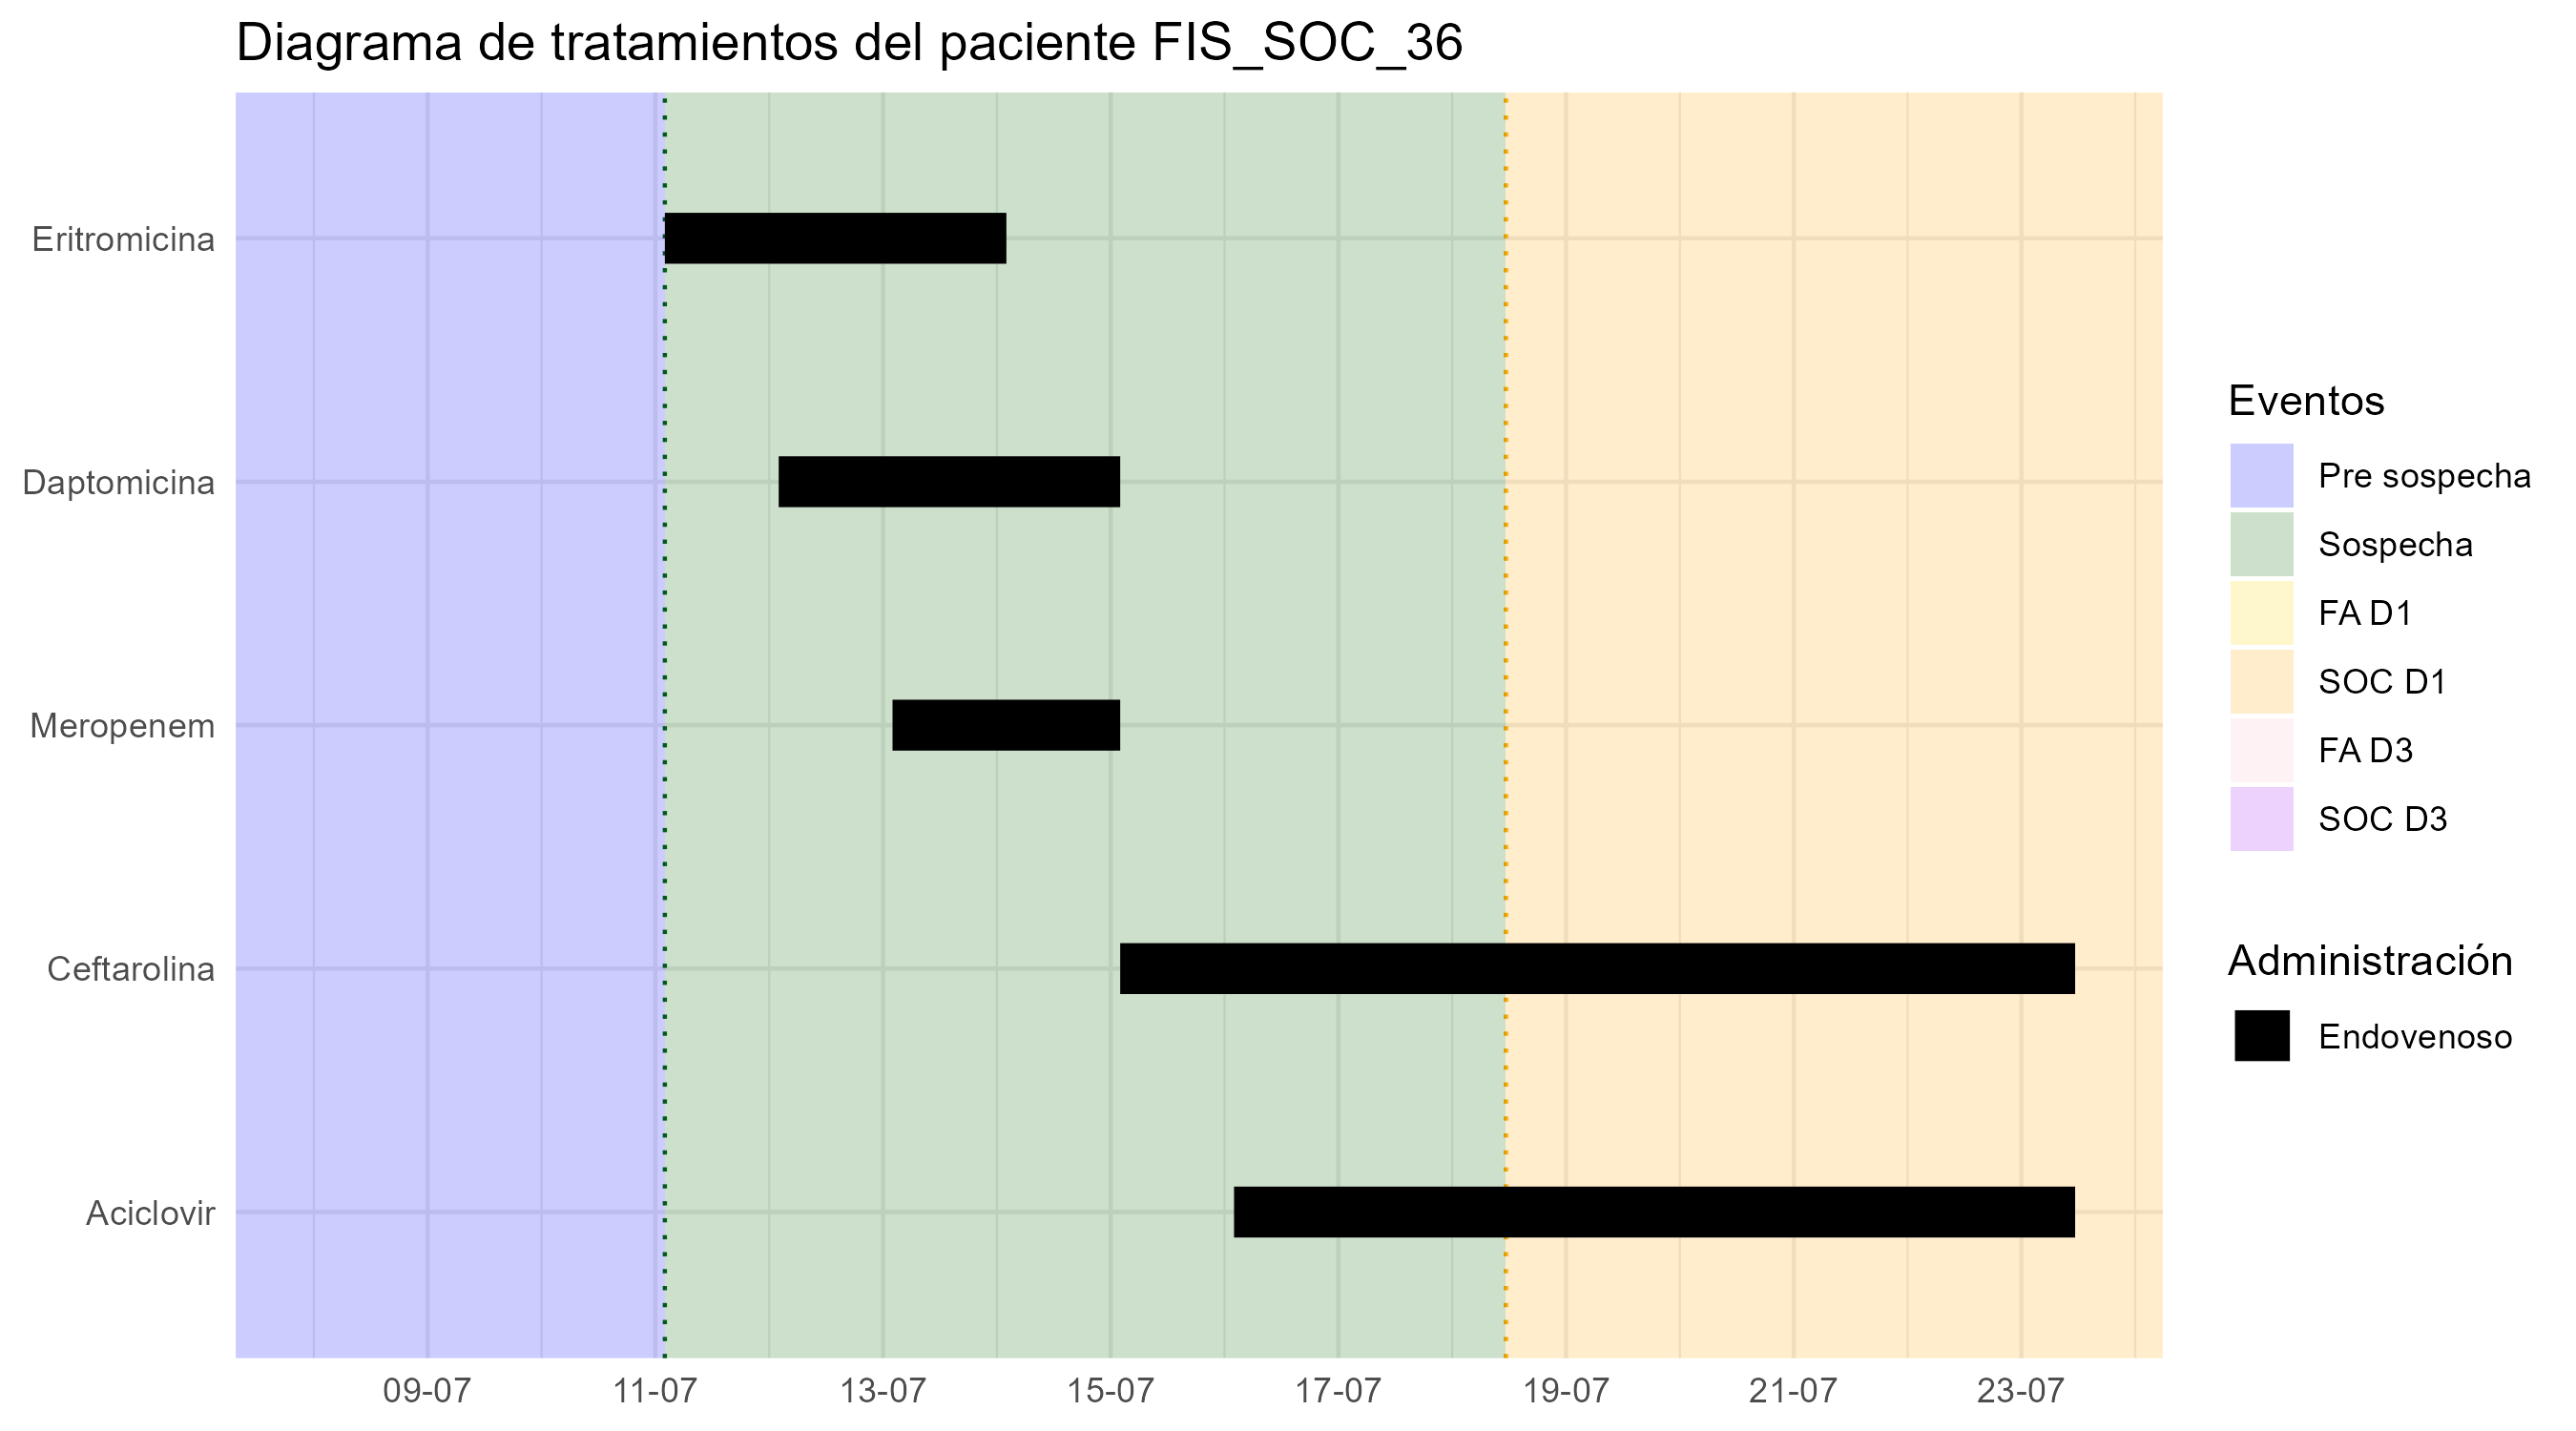 Diagrama de tratamientos del paciente FIS_SOC_36
Eritromicina
Daptomicina
Meropenem
Ceftarolina
Aciclovir
09-07
11-07
13-07
15-07
17-07
19-07
21-07
23-07
Eventos
Pre sospecha
Sospecha
FA D1
SOC D1
FA D3
SOC D3
Administración
Endovenoso